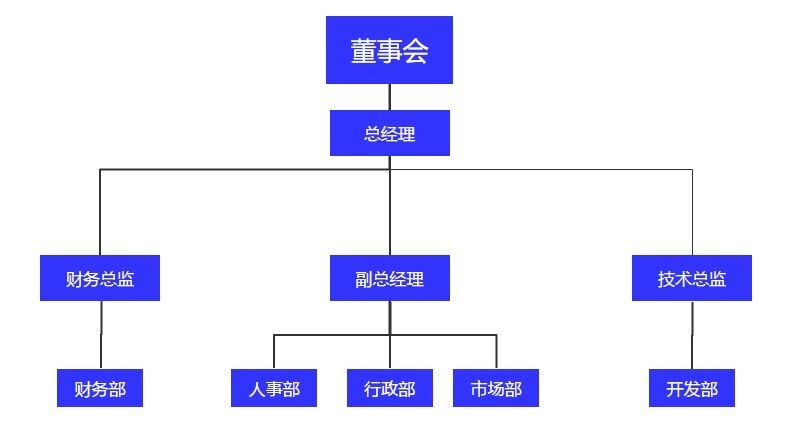 董事会
总经理
财务总监
副总经理
技术总监
财务部
人事部
行政部
市场部
开发部